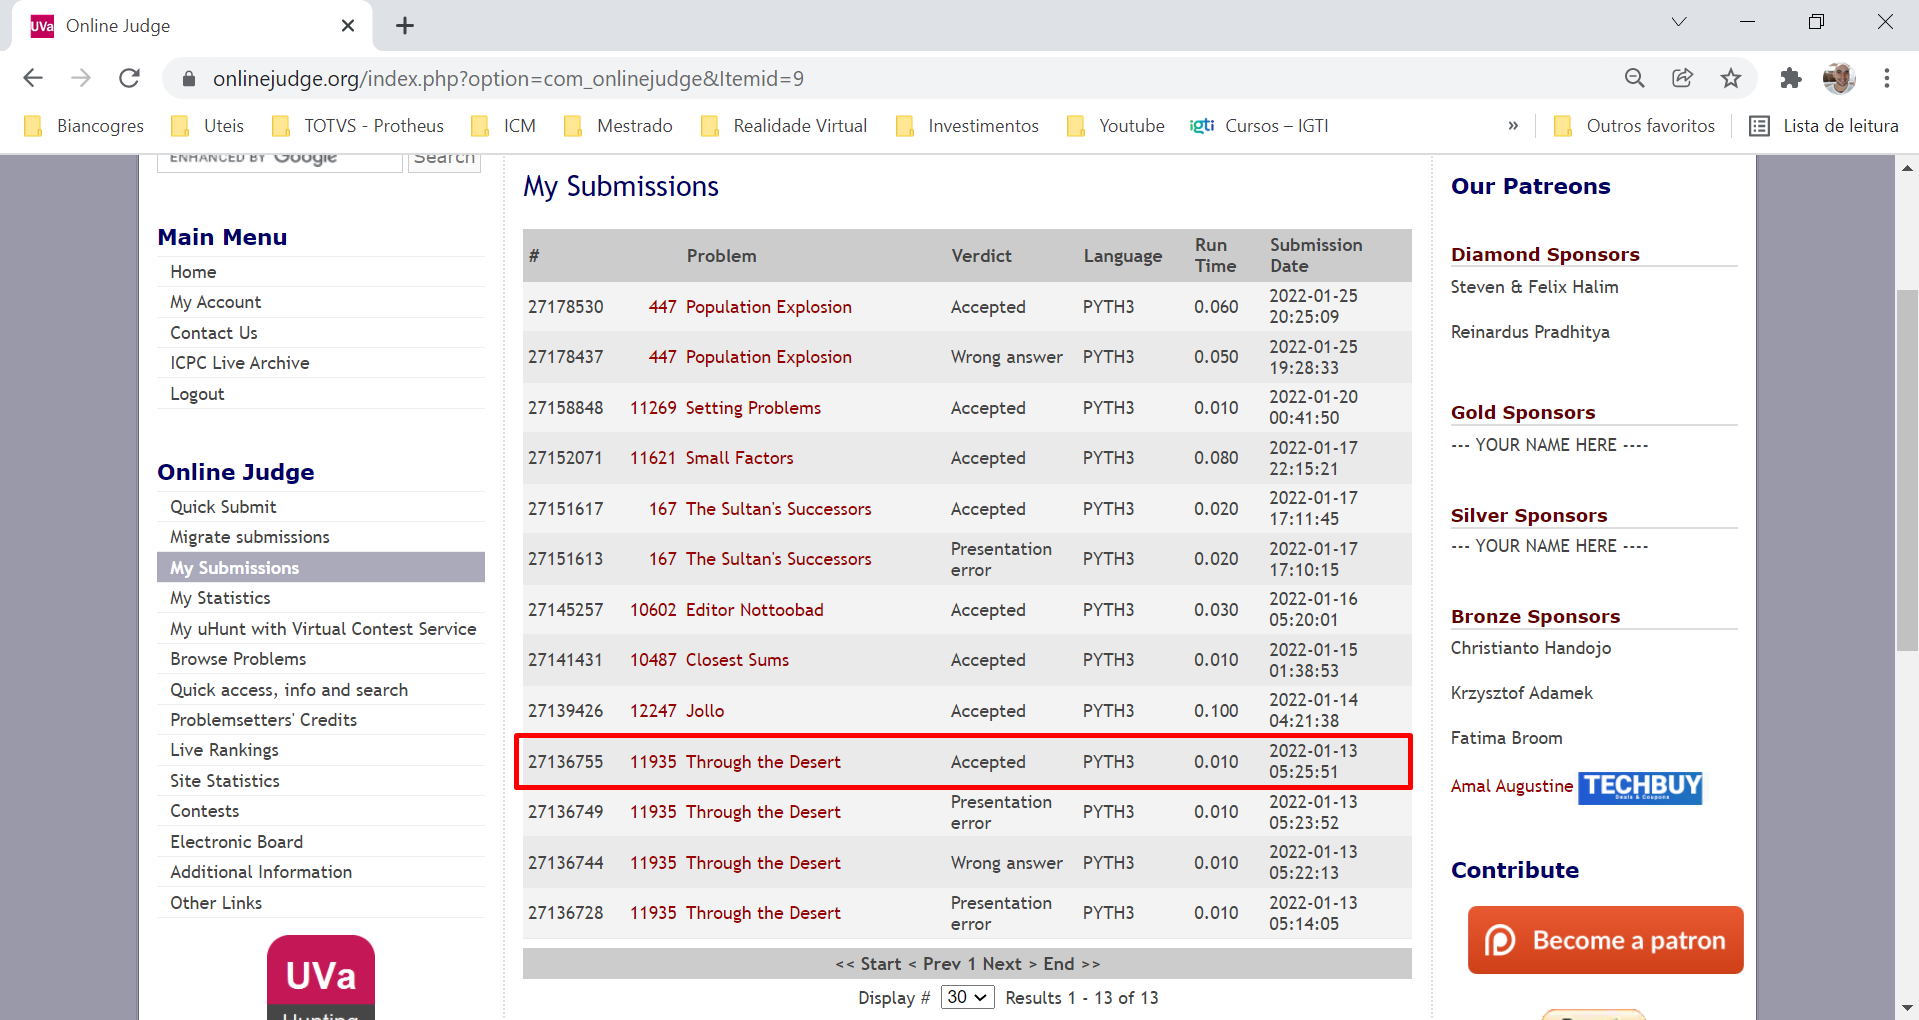 UVa Online Judge
onlinejudge.org/index.php?option=com_onlinejudge&Itemid=9
Biancogres Uteis TOTVS - Protheus ICM Mestrado Realidade Virtual Investimentos Youtube igti Cursos – IGTI » Outros favoritos Lista de leitura
ENHANCED BY Google Search
Main Menu
Home
My Account
Contact Us
ICPC Live Archive
Logout
Online Judge
Quick Submit
Migrate submissions
My Submissions
My Statistics
My uHunt with Virtual Contest Service
Browse Problems
Quick access, info and search
Problemsetters' Credits
Live Rankings
Site Statistics
Contests
Electronic Board
Additional Information
Other Links
UVa
Hunting
My Submissions
# Problem Verdict Language Run Time Submission Date
27178530 447 Population Explosion Accepted PYTH3 0.060 2022-01-25 20:25:09
27178437 447 Population Explosion Wrong answer PYTH3 0.050 2022-01-25 19:28:33
27158848 11269 Setting Problems Accepted PYTH3 0.010 2022-01-20 00:41:50
27152071 11621 Small Factors Accepted PYTH3 0.080 2022-01-17 22:15:21
27151617 167 The Sultan's Successors Accepted PYTH3 0.020 2022-01-17 17:11:45
27151613 167 The Sultan's Successors Presentation error PYTH3 0.020 2022-01-17 17:10:15
27145257 10602 Editor Nottoobad Accepted PYTH3 0.030 2022-01-16 05:20:01
27141431 10487 Closest Sums Accepted PYTH3 0.010 2022-01-15 01:38:53
27139426 12247 Jollo Accepted PYTH3 0.100 2022-01-14 04:21:38
27136755 11935 Through the Desert Accepted PYTH3 0.010 2022-01-13 05:25:51
27136749 11935 Through the Desert Presentation error PYTH3 0.010 2022-01-13 05:23:52
27136744 11935 Through the Desert Wrong answer PYTH3 0.010 2022-01-13 05:22:13
27136728 11935 Through the Desert Presentation error PYTH3 0.010 2022-01-13 05:14:05
<< Start < Prev 1 Next > End >>
Display # 30 Results 1 - 13 of 13
Our Patreons
Diamond Sponsors
Steven & Felix Halim
Reinardus Pradhitya
Gold Sponsors
--- YOUR NAME HERE ----
Silver Sponsors
--- YOUR NAME HERE ----
Bronze Sponsors
Christianto Handojo
Krzysztof Adamek
Fatima Broom
Amal Augustine TECHBUY
Deals & Coupons
Contribute
Become a patron